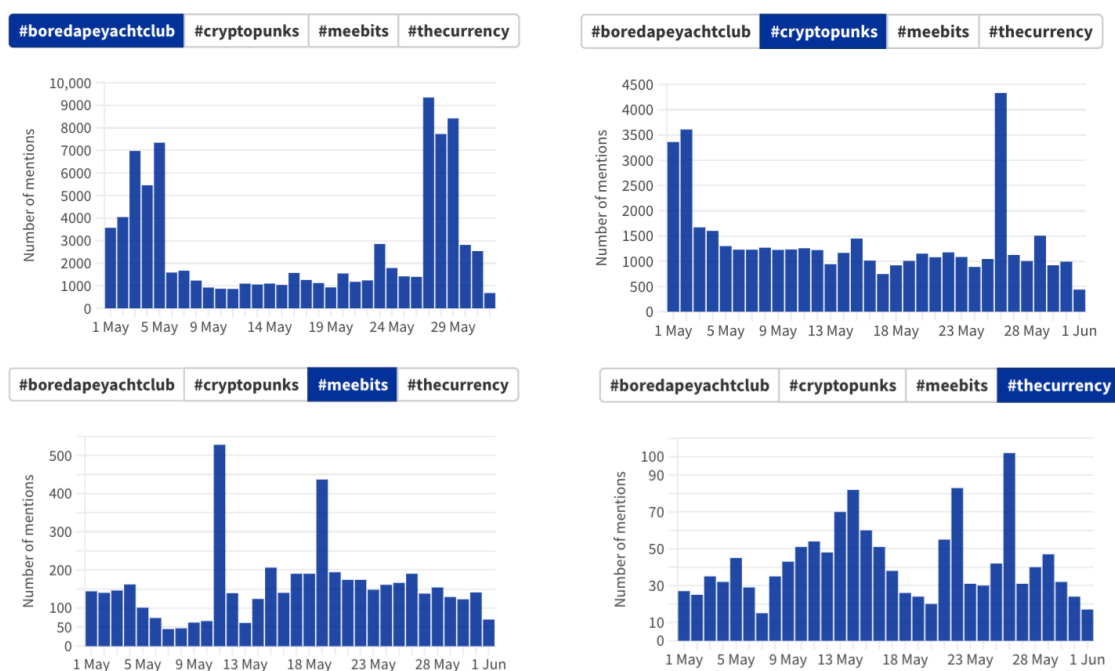 #boredapeyachtclub #cryptopunks #meebits #thecurrency
Number of mentions
10,000
9000
8000
7000
6000
5000
4000
3000
2000
1000
0
1 May 5 May 9 May 14 May 19 May 24 May 29 May
#boredapeyachtclub #cryptopunks #meebits #thecurrency
Number of mentions
4500
4000
3500
3000
2500
2000
1500
1000
500
0
1 May 5 May 9 May 13 May 18 May 23 May 28 May 1 Jun
#boredapeyachtclub #cryptopunks #meebits #thecurrency
Number of mentions
500
400
300
200
100
50
0
1 May 5 May 9 May 13 May 18 May 23 May 28 May 1 Jun
#boredapeyachtclub #cryptopunks #meebits #thecurrency
Number of mentions
100
90
70
50
30
10
0
1 May 5 May 9 May 13 May 18 May 23 May 28 May 1 Jun